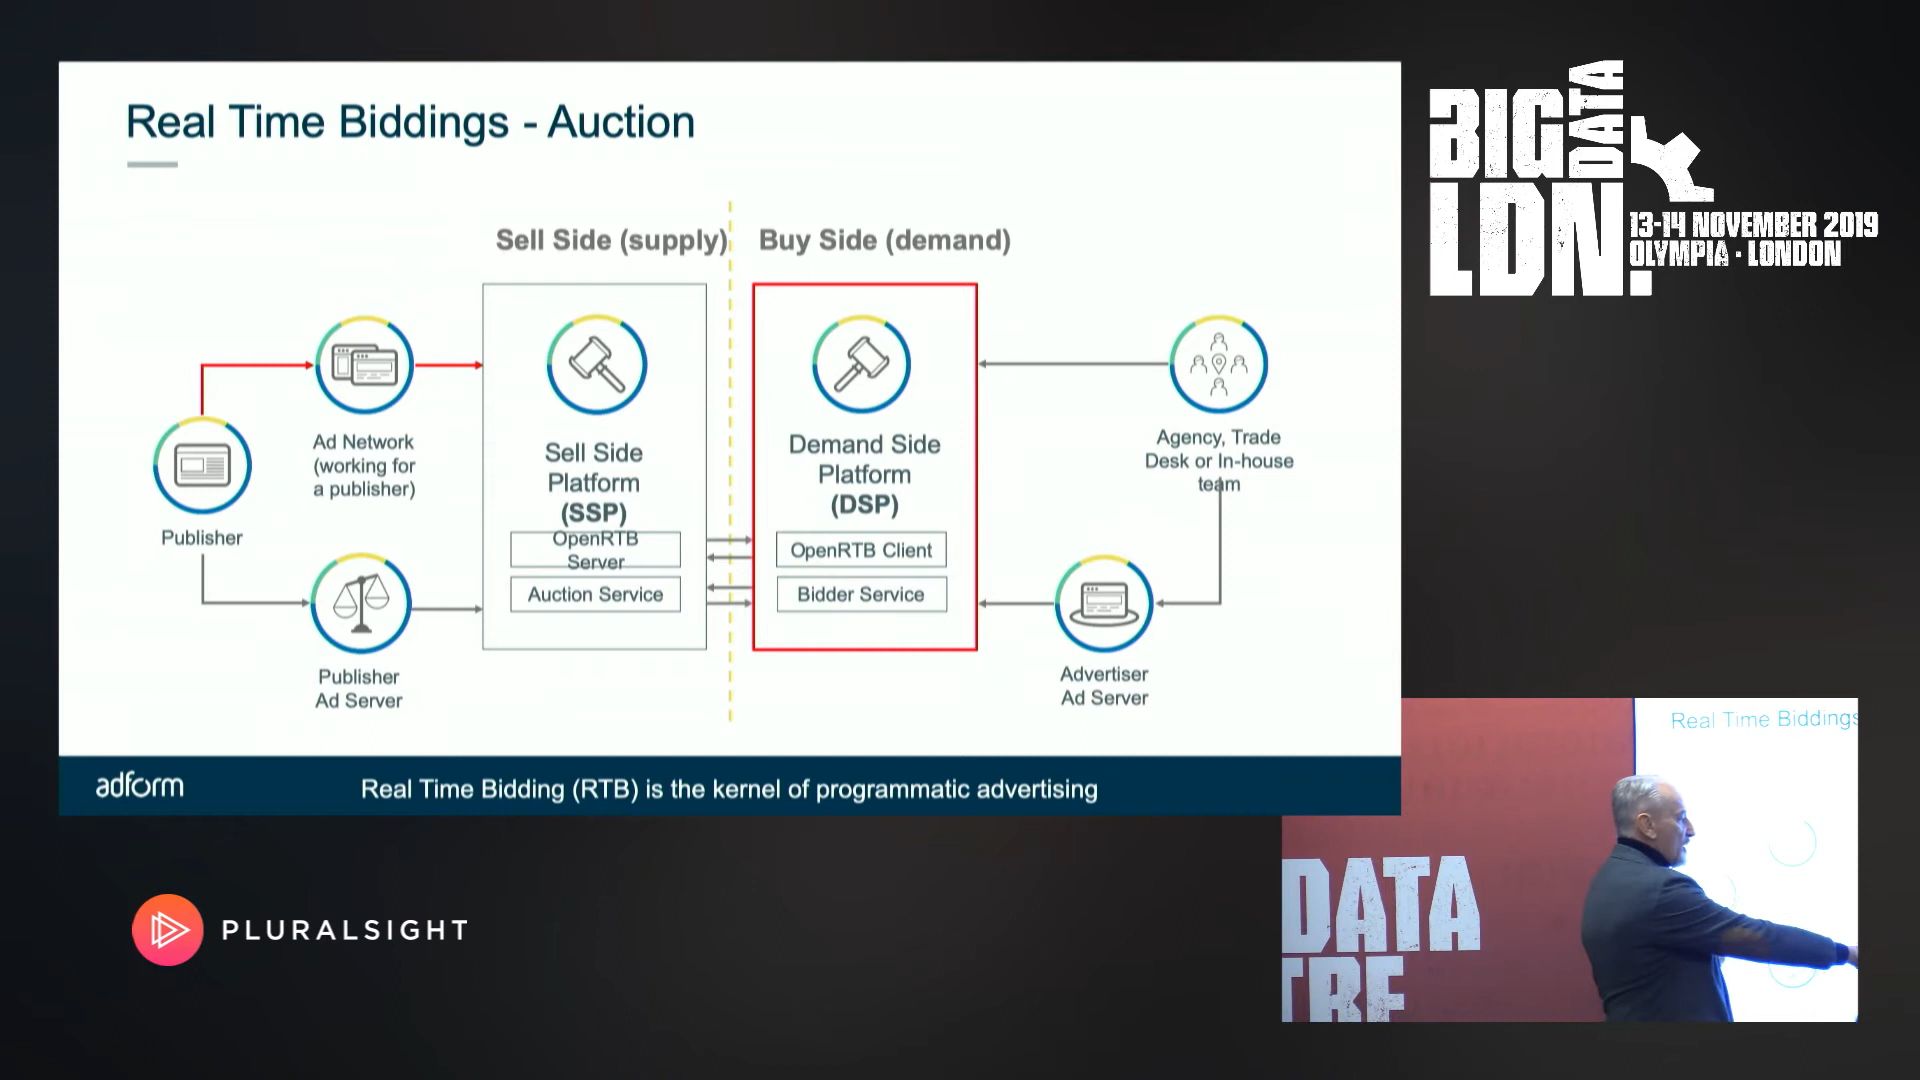 Real Time Biddings - Auction
Sell Side (supply)
Buy Side (demand)
Publisher
Ad Network
(working for
a publisher)
Publisher
Ad Server
Sell Side
Platform
(SSP)
OpenRTB
Server
Auction Service
Demand Side
Platform
(DSP)
OpenRTB Client
Bidder Service
Agency, Trade
Desk or In-house
team
Advertiser
Ad Server
adform
Real Time Bidding (RTB) is the kernel of programmatic advertising
BIG
DATA
LDN.
13-14 NOVEMBER 2019
OLYMPIA · LONDON
PLURALSIGHT
Real Time Biddings
DATA
TRE